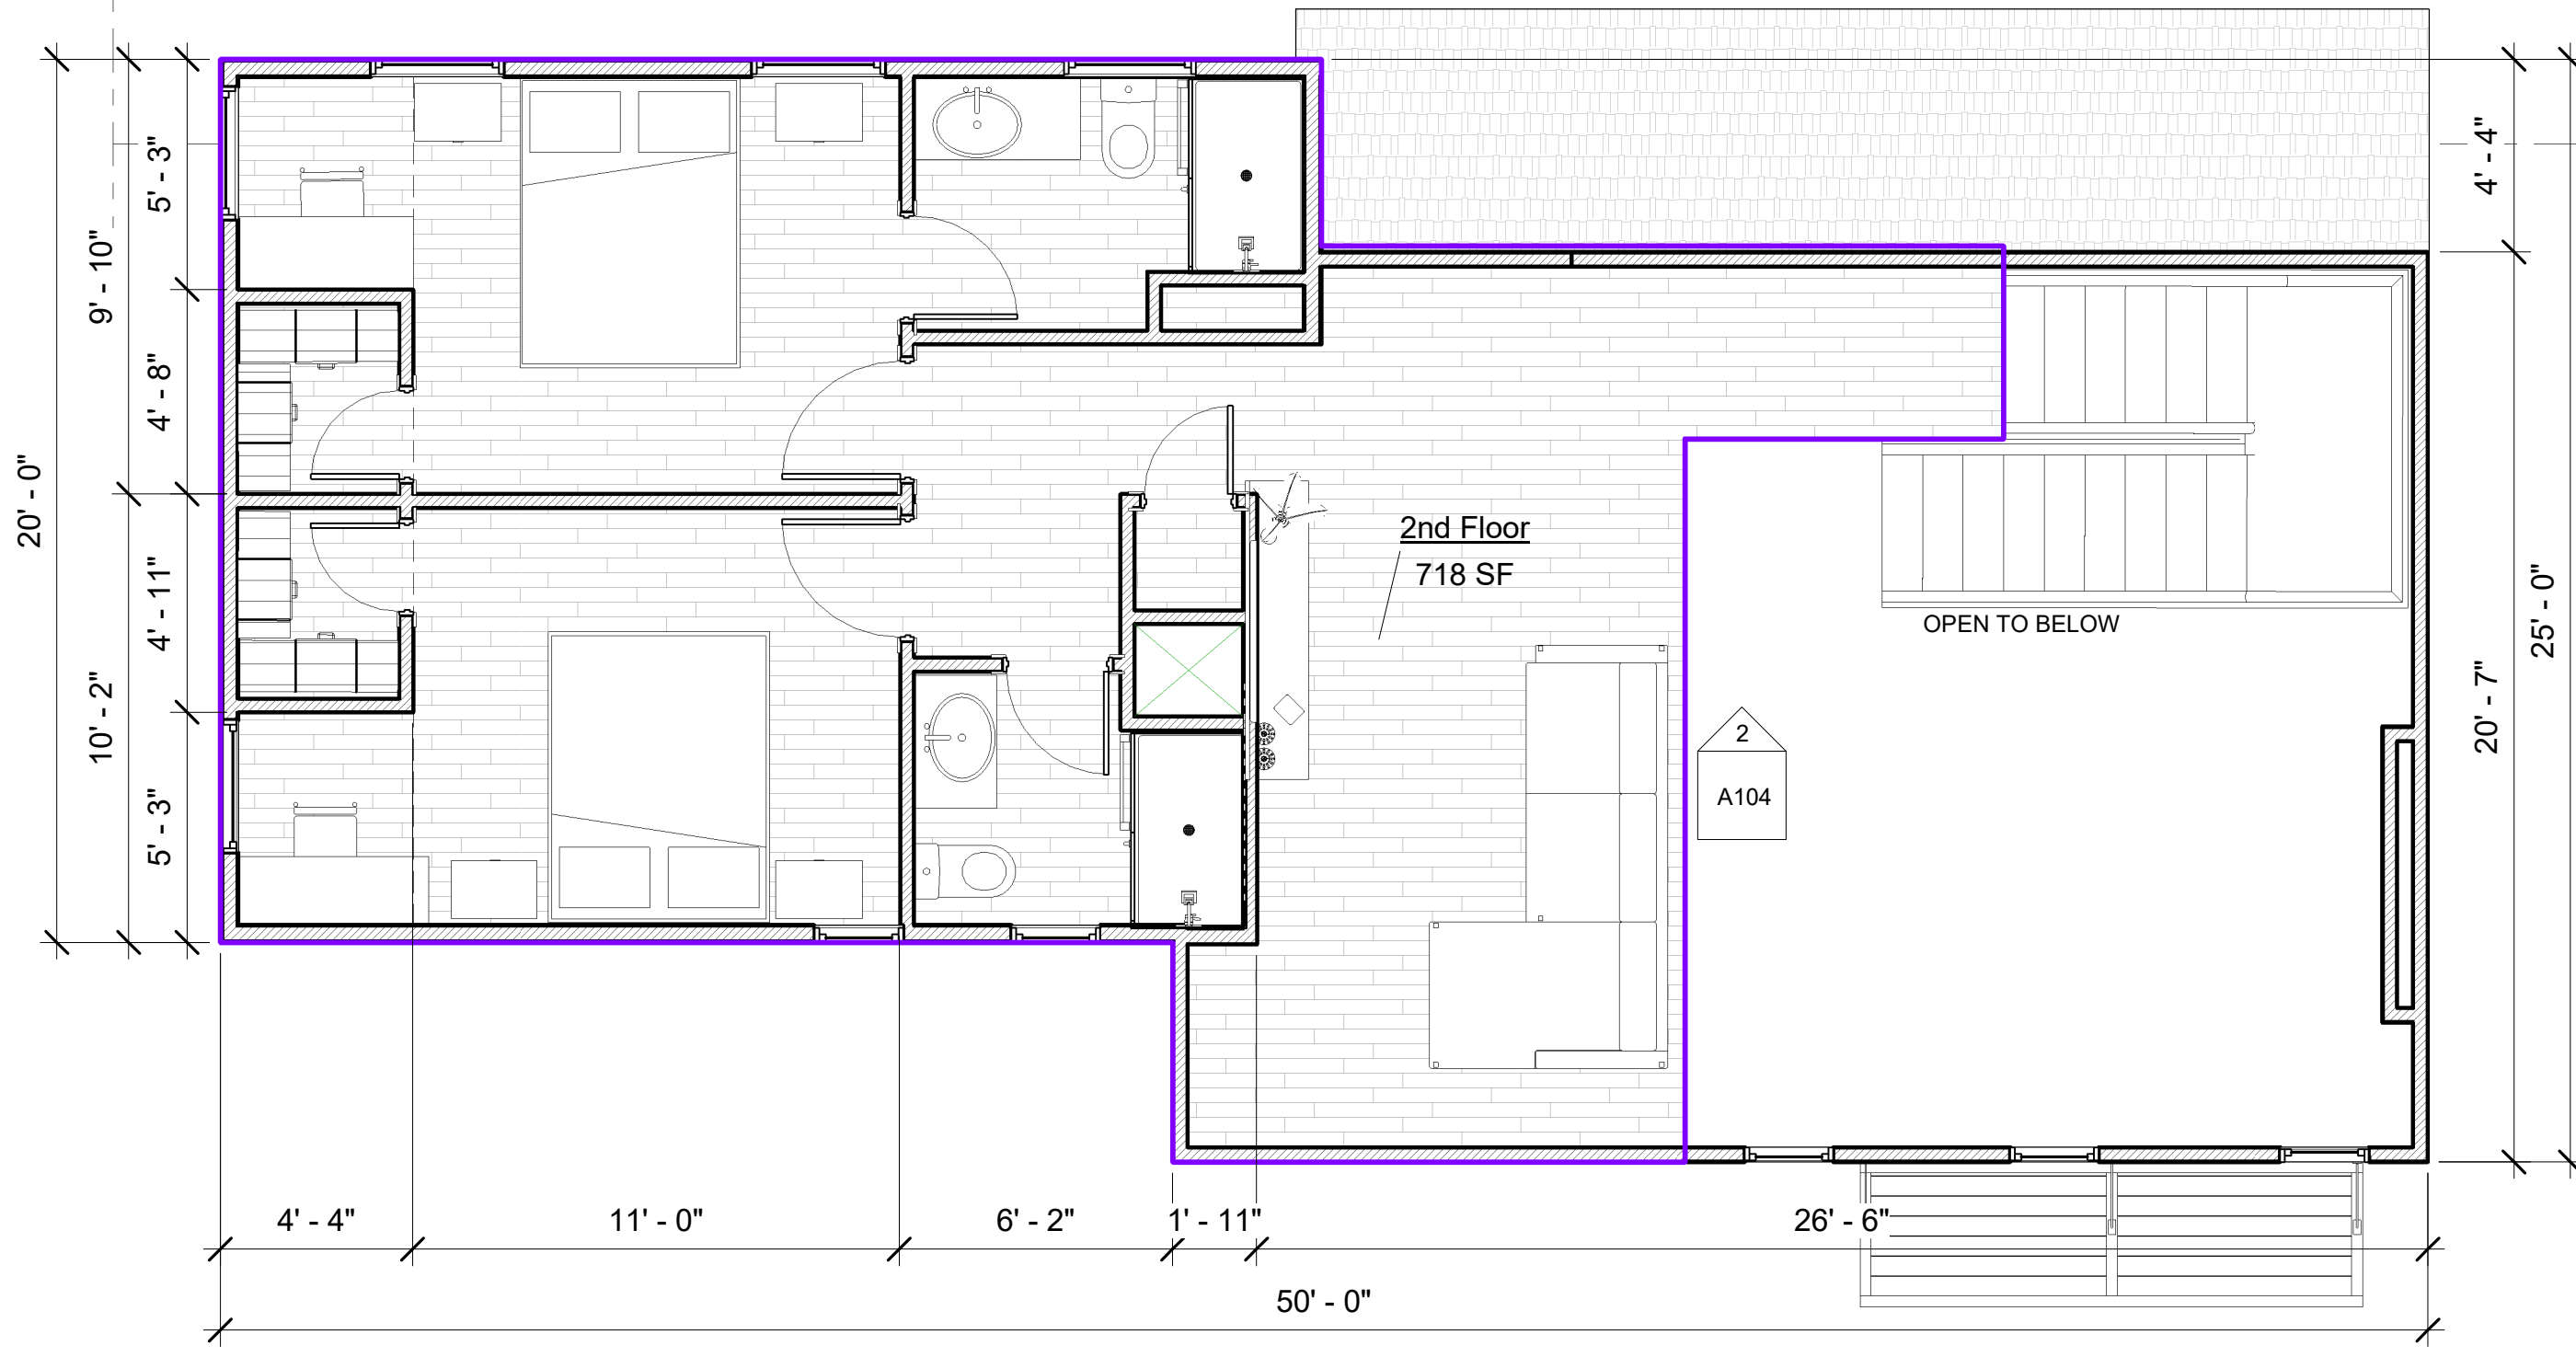 5' - 3"
4' - 4"
9' - 10"
4' - 8"
20' - 0"
2nd Floor
718 SF
4' - 11"
25' - 0"
OPEN TO BELOW
10' - 2"
20' - 7"
2
A104
5' - 3"
4' - 4"
11' - 0"
6' - 2"
1' - 11"
26' - 6"
50' - 0"